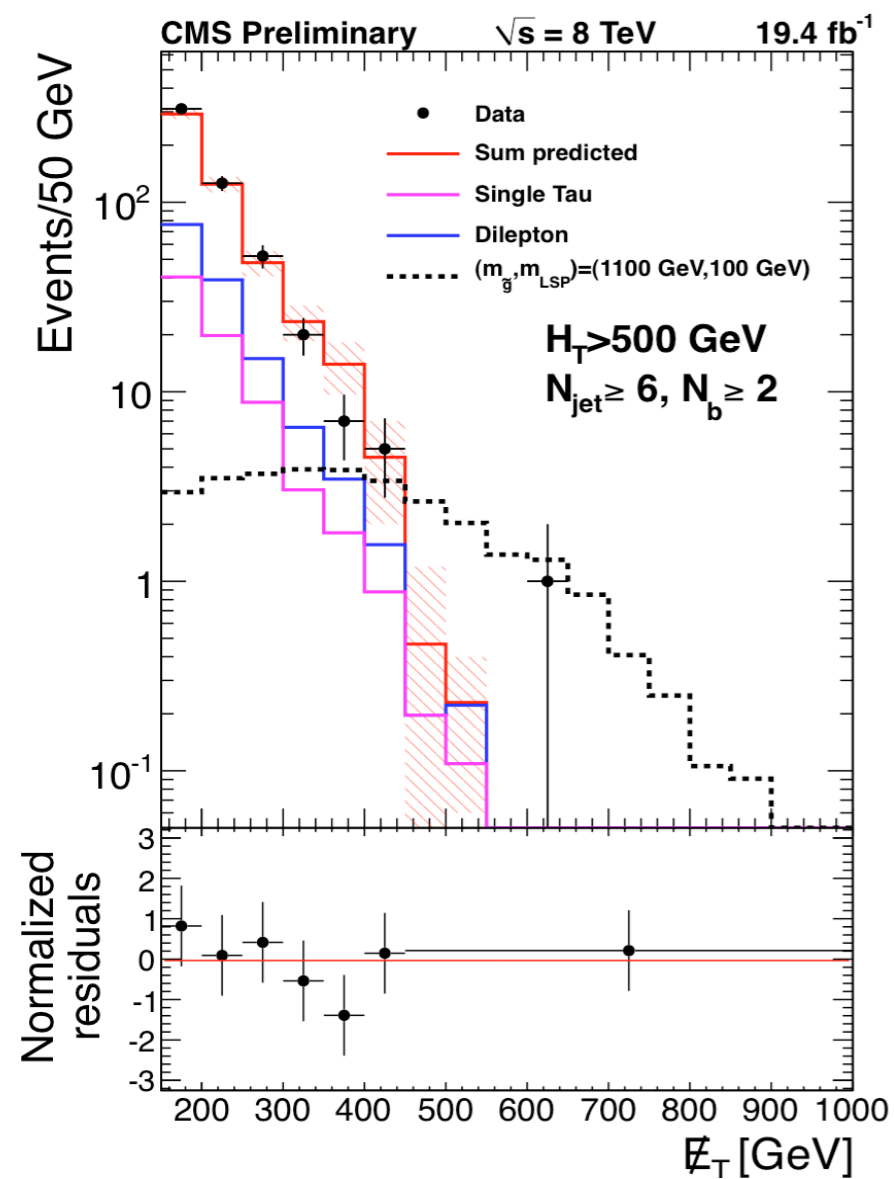 CMS Preliminary √s = 8 TeV 19.4 fb⁻¹
Events/50 GeV
10²
10
1
10⁻¹
Data
Sum predicted
Single Tau
Dilepton
(m_g̃,m_LSP)=(1100 GeV,100 GeV)
H_T>500 GeV
N_jet≥ 6, N_b≥ 2
Normalized
residuals
3
2
1
0
-1
-2
-3
200 300 400 500 600 700 800 900 1000
E̸_T [GeV]